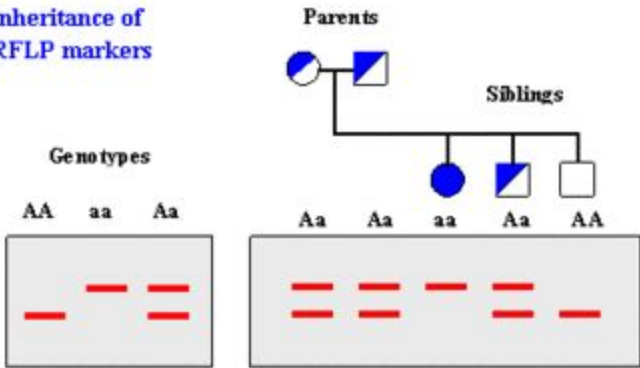 nheritance of
RFLP markers
Parents
Siblings
Genotypes
AA aa Aa
Aa Aa aa Aa AA